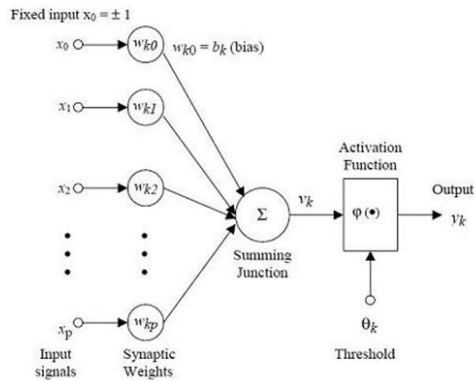 Fixed input x₀ = ± 1
x₀
w_k0
w_k0 = b_k (bias)
x₁
w_k1
x₂
w_k2
x_p
w_kp
Σ
Summing
Junction
v_k
Activation
Function
φ (•)
Output
y_k
θ_k
Threshold
Input
signals
Synaptic
Weights